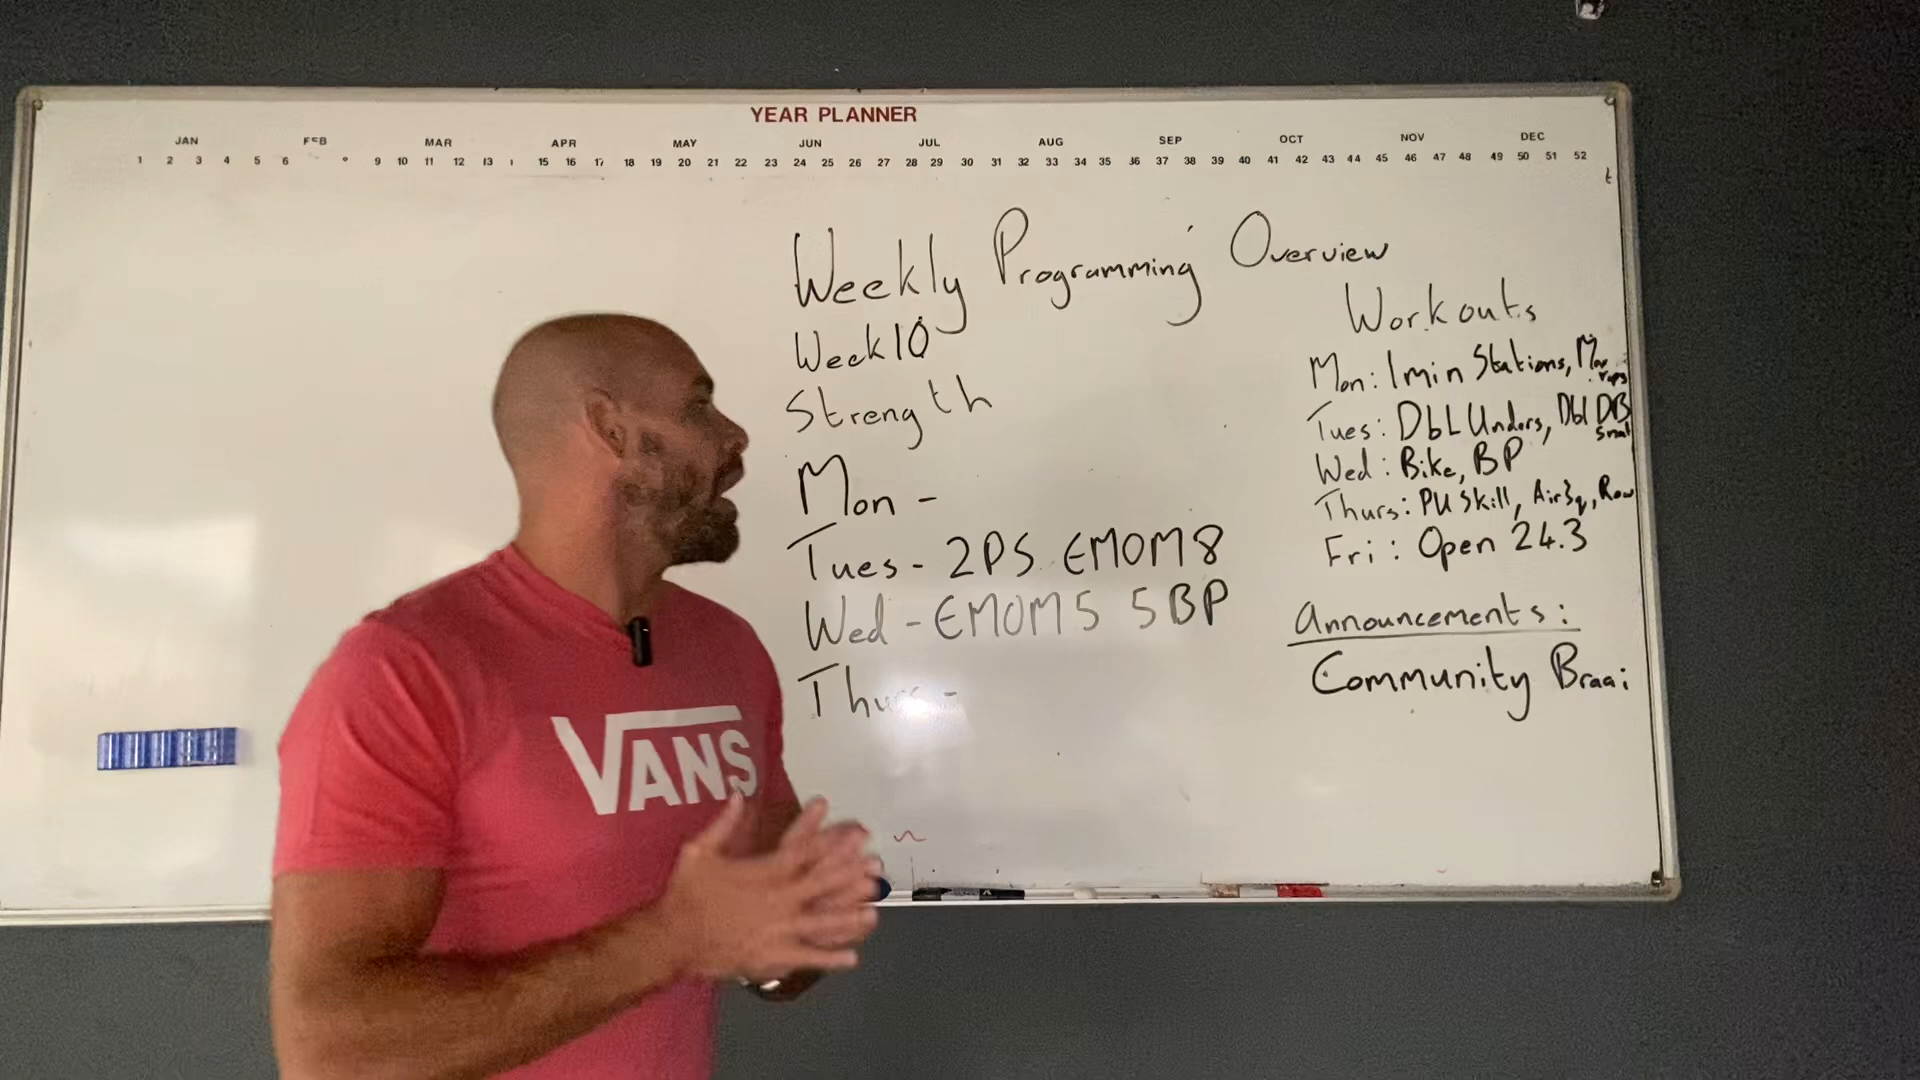 YEAR PLANNER
JAN FEB MAR APR MAY JUN JUL AUG SEP OCT NOV DEC
1 2 3 4 5 6 9 10 11 12 13 15 16 17 18 19 20 21 22 23 24 25 26 27 28 29 30 31 32 33 34 35 36 37 38 39 40 41 42 43 44 45 46 47 48 49 50 51 52
Weekly Programming Overview
Week 10
Strength
Mon -
Tues - 2PS EMOM8
Wed - EMOM5 5BP
Thurs -
Workouts
Mon: 1min Stations,
Tues: DbL Unders, Dbl DB
Wed: Bike, BP
Thurs: PU Skill, AirSq, Row
Fri: Open 24.3
Announcements:
Community Braai
VANS